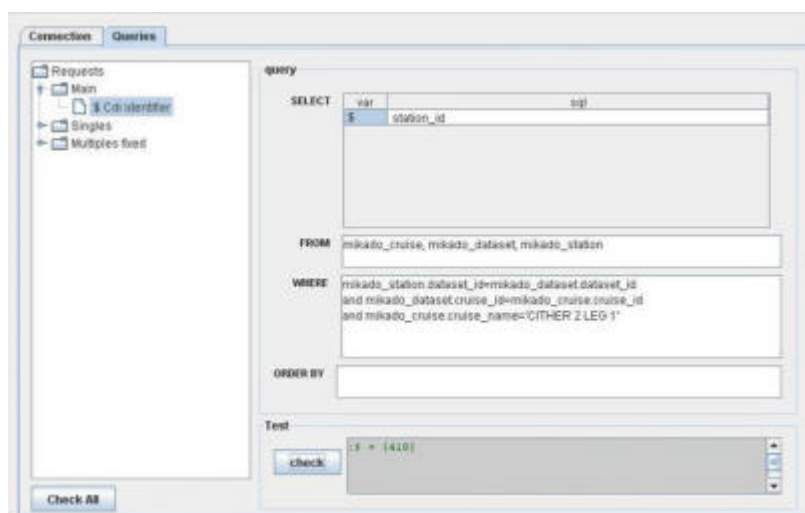 Connection Queries
Requests
Main
$ Cdi identifier
Singles
Multiples fixed
Check All
query
SELECT
var sql
$ station_id
FROM
mikado_cruise, mikado_dataset, mikado_station
WHERE
mikado_station.dataset_id=mikado_dataset.dataset_id
and mikado_dataset.cruise_id=mikado_cruise.cruise_id
and mikado_cruise.cruise_name='CITHER 2 LEG 1'
ORDER BY
Test
check
:$ = [410]